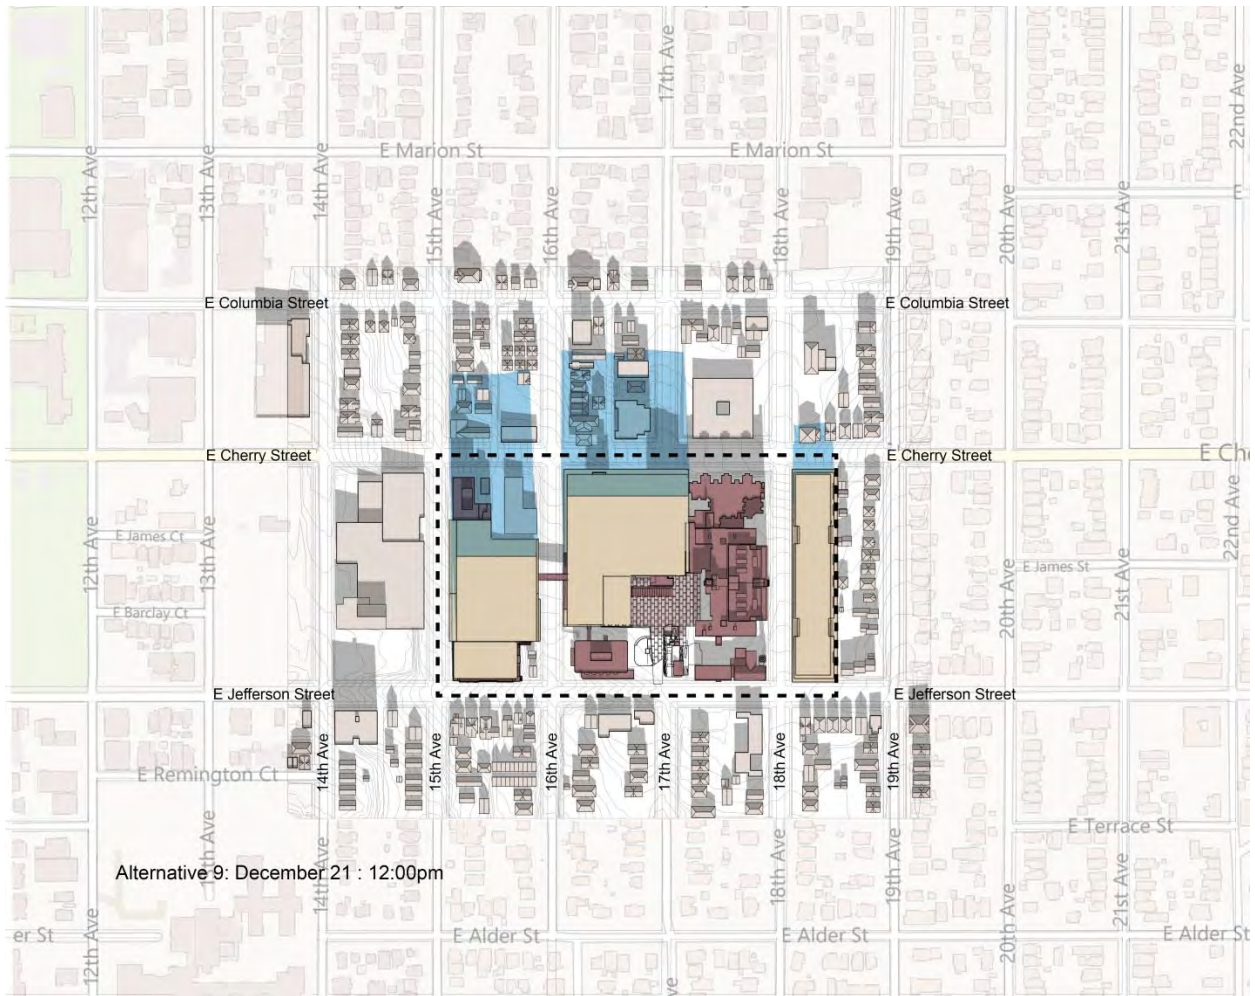 17th Ave
22nd Ave
E Marion St
E Marion St
12th Ave
13th Ave
14th Ave
15th Ave
16th Ave
18th Ave
19th Ave
20th Ave
21st Ave
E Columbia Street
E Columbia Street
E Cherry Street
E Cherry Street
E Che
12th Ave
E James Ct
13th Ave
E James St
20th Ave
21st Ave
22nd Ave
E Barclay Ct
E Jefferson Street
E Jefferson Street
14th Ave
15th Ave
16th Ave
17th Ave
18th Ave
19th Ave
E Remington Ct
E Terrace St
Alternative 9: December 21 : 12:00pm
14th Ave
18th Ave
19th Ave
21st Ave
er St
12th Ave
E Alder St
E Alder St
20th Ave
E Alder St
ve